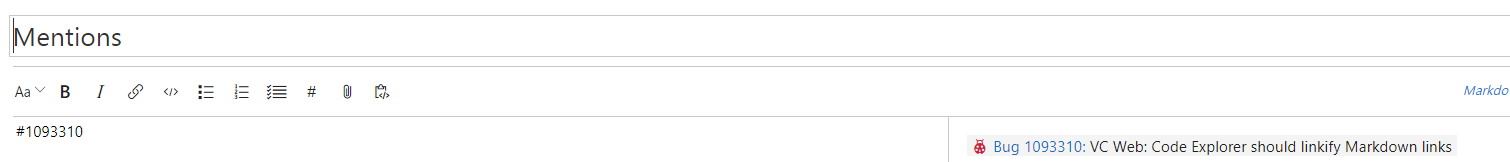 Mentions
Aa B I </> #
Markdo
#1093310
Bug 1093310: VC Web: Code Explorer should linkify Markdown links